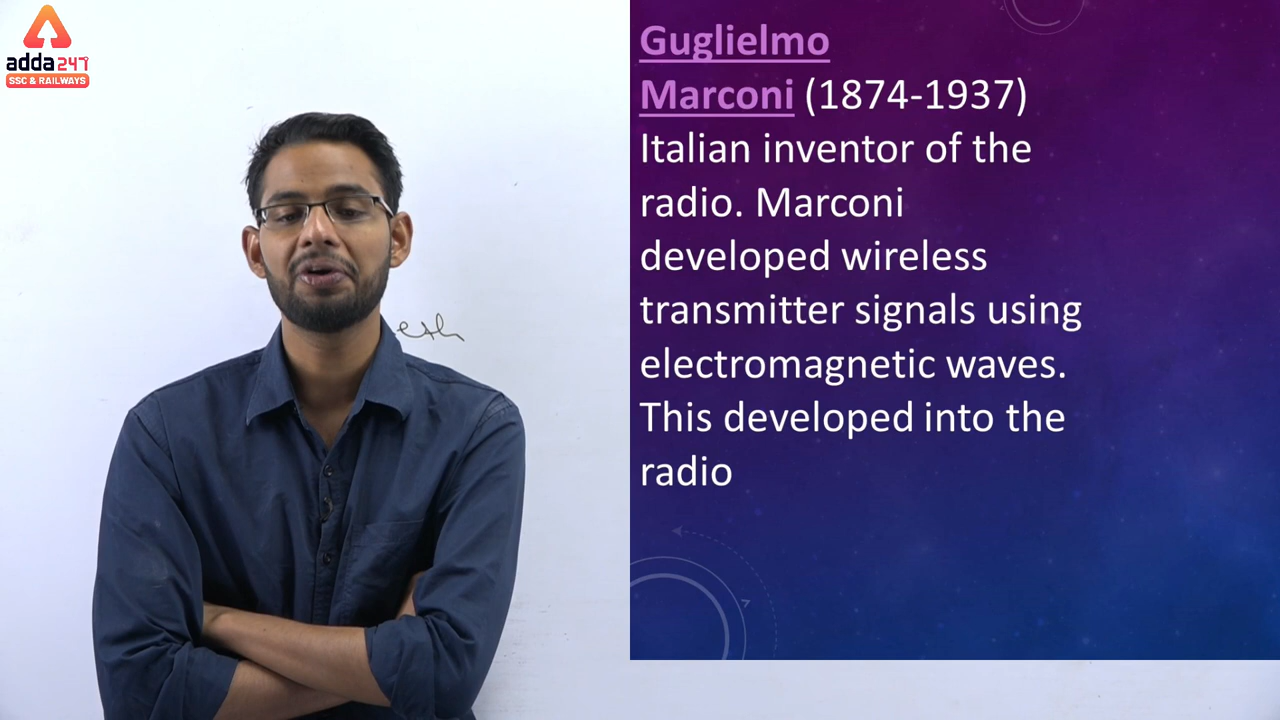 adda247
SSC & RAILWAYS
Guglielmo
Marconi (1874-1937)
Italian inventor of the
radio. Marconi
developed wireless
transmitter signals using
electromagnetic waves.
This developed into the
radio